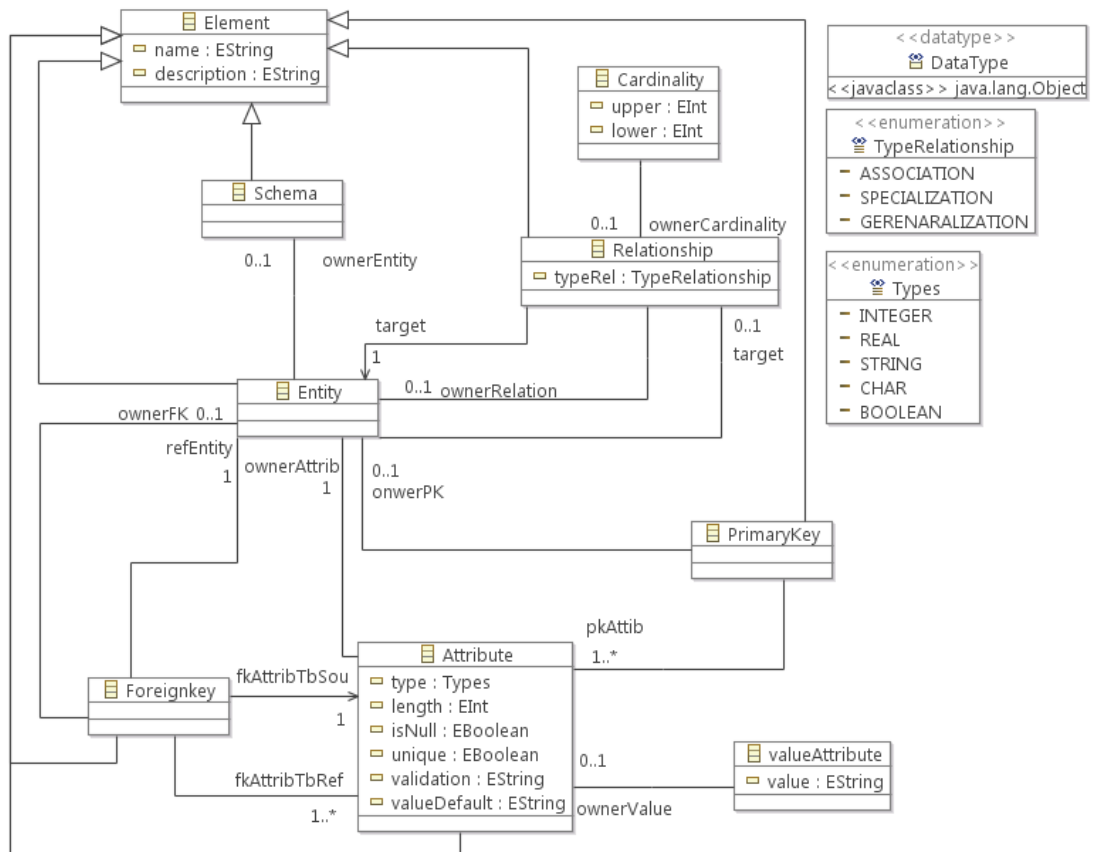 Element
name : EString
description : EString
Cardinality
upper : EInt
lower : EInt
<<datatype>>
DataType
<<javaclass>> java.lang.Object
<<enumeration>>
TypeRelationship
ASSOCIATION
SPECIALIZATION
GERENARALIZATION
Schema
0..1
ownerEntity
0..1
ownerCardinality
Relationship
typeRel : TypeRelationship
<<enumeration>>
Types
INTEGER
REAL
STRING
CHAR
BOOLEAN
target
1
0..1
target
Entity
0..1
ownerRelation
ownerFK
0..1
refEntity
1
ownerAttrib
1
0..1
onwerPK
PrimaryKey
pkAttib
1..*
Attribute
type : Types
length : EInt
isNull : EBoolean
unique : EBoolean
validation : EString
valueDefault : EString
Foreignkey
fkAttribTbSou
1
fkAttribTbRef
1..*
0..1
ownerValue
valueAttribute
value : EString